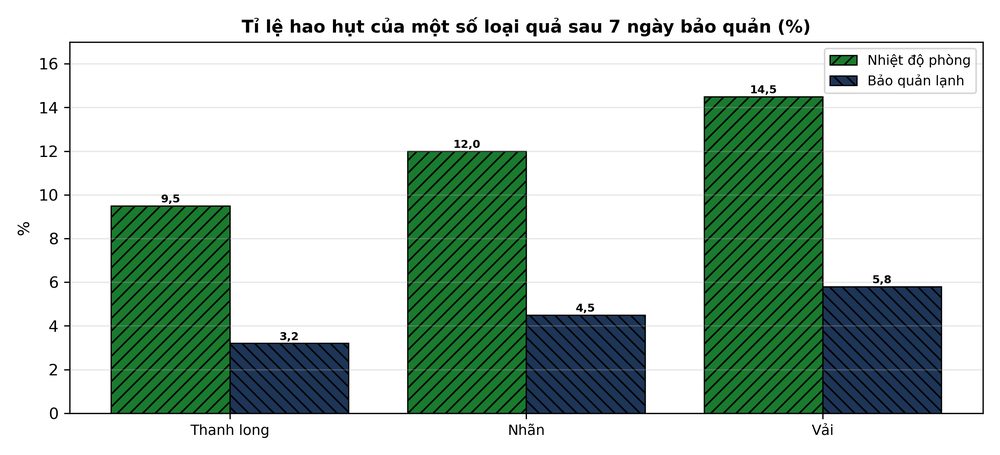 Tỉ lệ hao hụt của một số loại quả sau 7 ngày bảo quản (%)
Nhiệt độ phòng
Bảo quản lạnh
%
16
14
12
10
8
6
4
2
0
9,5
3,2
12,0
4,5
14,5
5,8
Thanh long
Nhãn
Vải